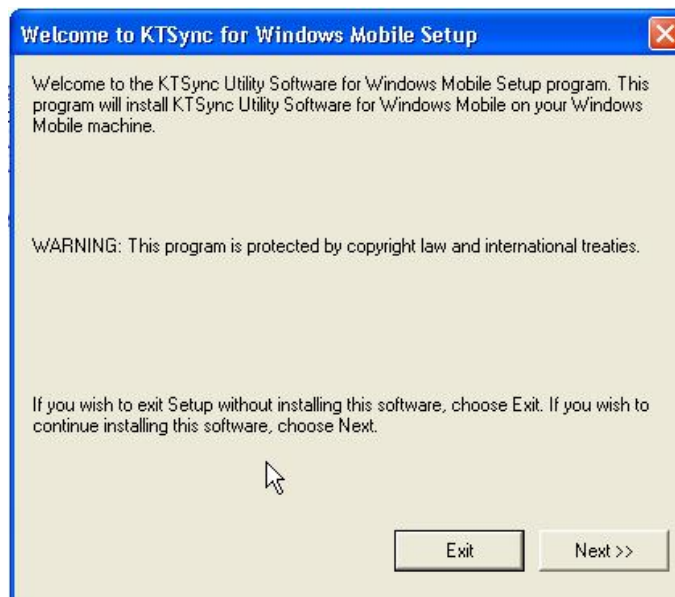 Welcome to KTSync for Windows Mobile Setup
Welcome to the KTSync Utility Software for Windows Mobile Setup program. This
program will install KTSync Utility Software for Windows Mobile on your Windows
Mobile machine.
WARNING: This program is protected by copyright law and international treaties.
If you wish to exit Setup without installing this software, choose Exit. If you wish to
continue installing this software, choose Next.
Exit
Next >>